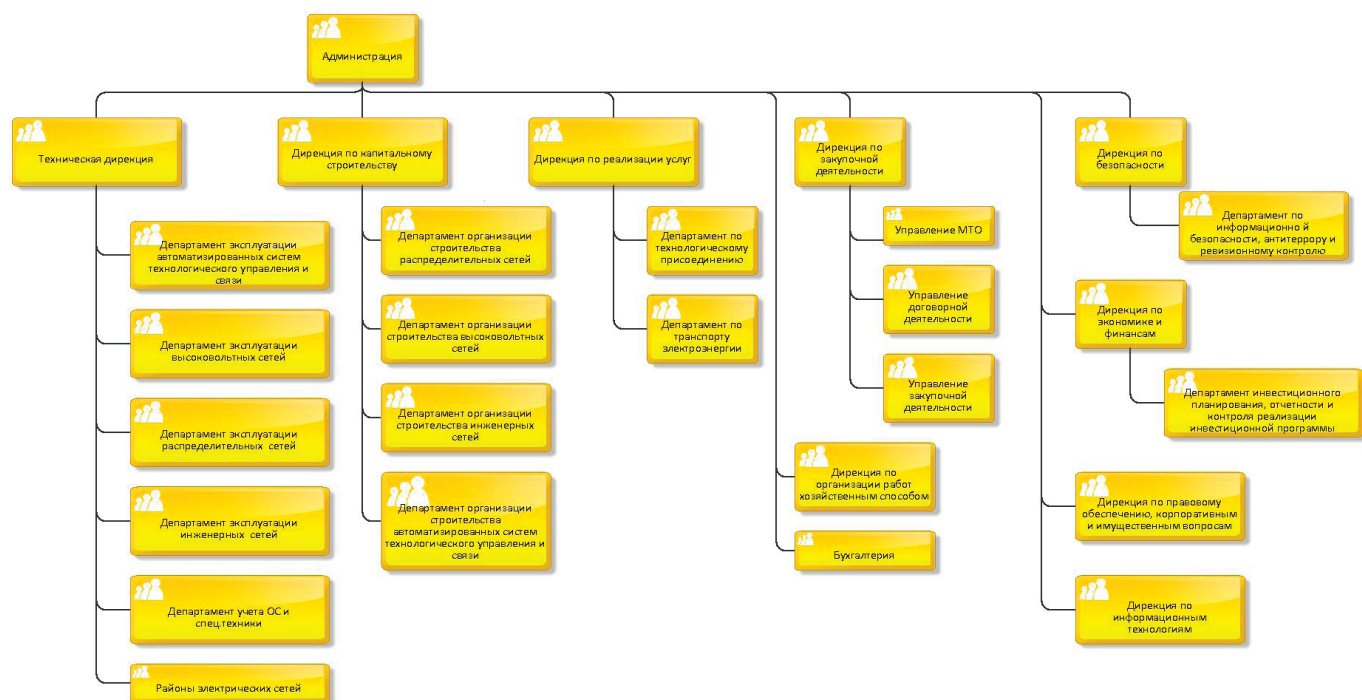 Администрация
Техническая дирекция
Департамент эксплуатации
автоматизированных систем
технологического управления и
связи
Департамент эксплуатации
высоковольтных сетей
Департамент эксплуатации
распределительных сетей
Департамент эксплуатации
инженерных сетей
Департамент учета ОС и
спец.техники
Районы электрических сетей
Дирекция по капитальному
строительству
Департамент организации
строительства
распределительных сетей
Департамент организации
строительства высоковольтных
сетей
Департамент организации
строительства инженерных
сетей
Департамент организации
строительства
автоматизированных систем
технологического управления и
связи
Дирекция по реализации услуг
Департамент по
технологическому
присоединению
Департамент по
транспорту
электроэнергии
Дирекция по
закупочной
деятельности
Управление МТО
Управление
договорной
деятельности
Управление
закупочной
деятельности
Дирекция по
организации работ
хозяйственным способом
Бухгалтерия
Дирекция по
безопасности
Департамент по
информационно й
безопасности, антитеррору и
ревизионному контролю
Дирекция по
экономике и
финансам
Департамент инвестиционного
планирования, отчетности и
контроля реализации
инвестиционной программы
Дирекция по правовому
обеспечению, корпоративным
и имущественным вопросам
Дирекция по
информационным
технологиям